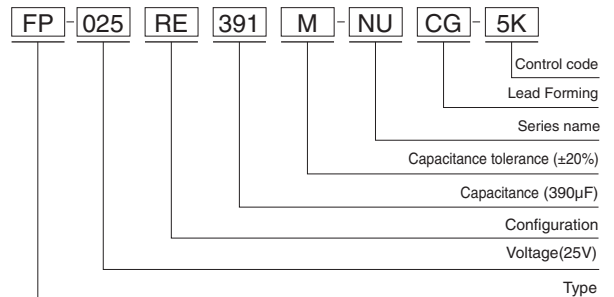 FP-025 RE 391 M-NU CG-5K
Control code
Lead Forming
Series name
Capacitance tolerance (±20%)
Capacitance (390µF)
Configuration
Voltage(25V)
Type